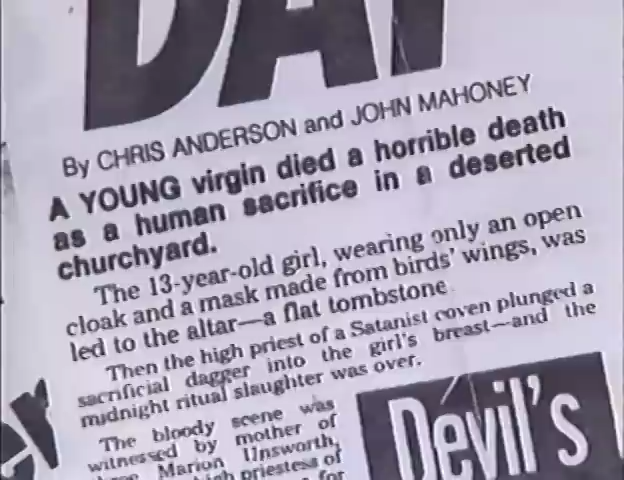 DAY
By CHRIS ANDERSON and JOHN MAHONEY
A YOUNG virgin died a horrible death
as a human sacrifice in a deserted
churchyard.
The 13-year-old girl, wearing only an open
cloak and a mask made from birds' wings, was
led to the altar—a flat tombstone
Then the high priest of a Satanist coven plunged a
sacrificial dagger into the girl's breast—and the
midnight ritual slaughter was over.
The bloody scene was
witnessed by mother of
Marion Unsworth,
priestess of
for
Devil's